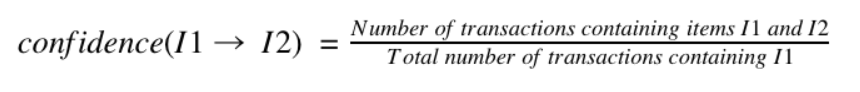 confidence(I1 → I2) = Number of transactions containing items I1 and I2 / Total number of transactions containing I1